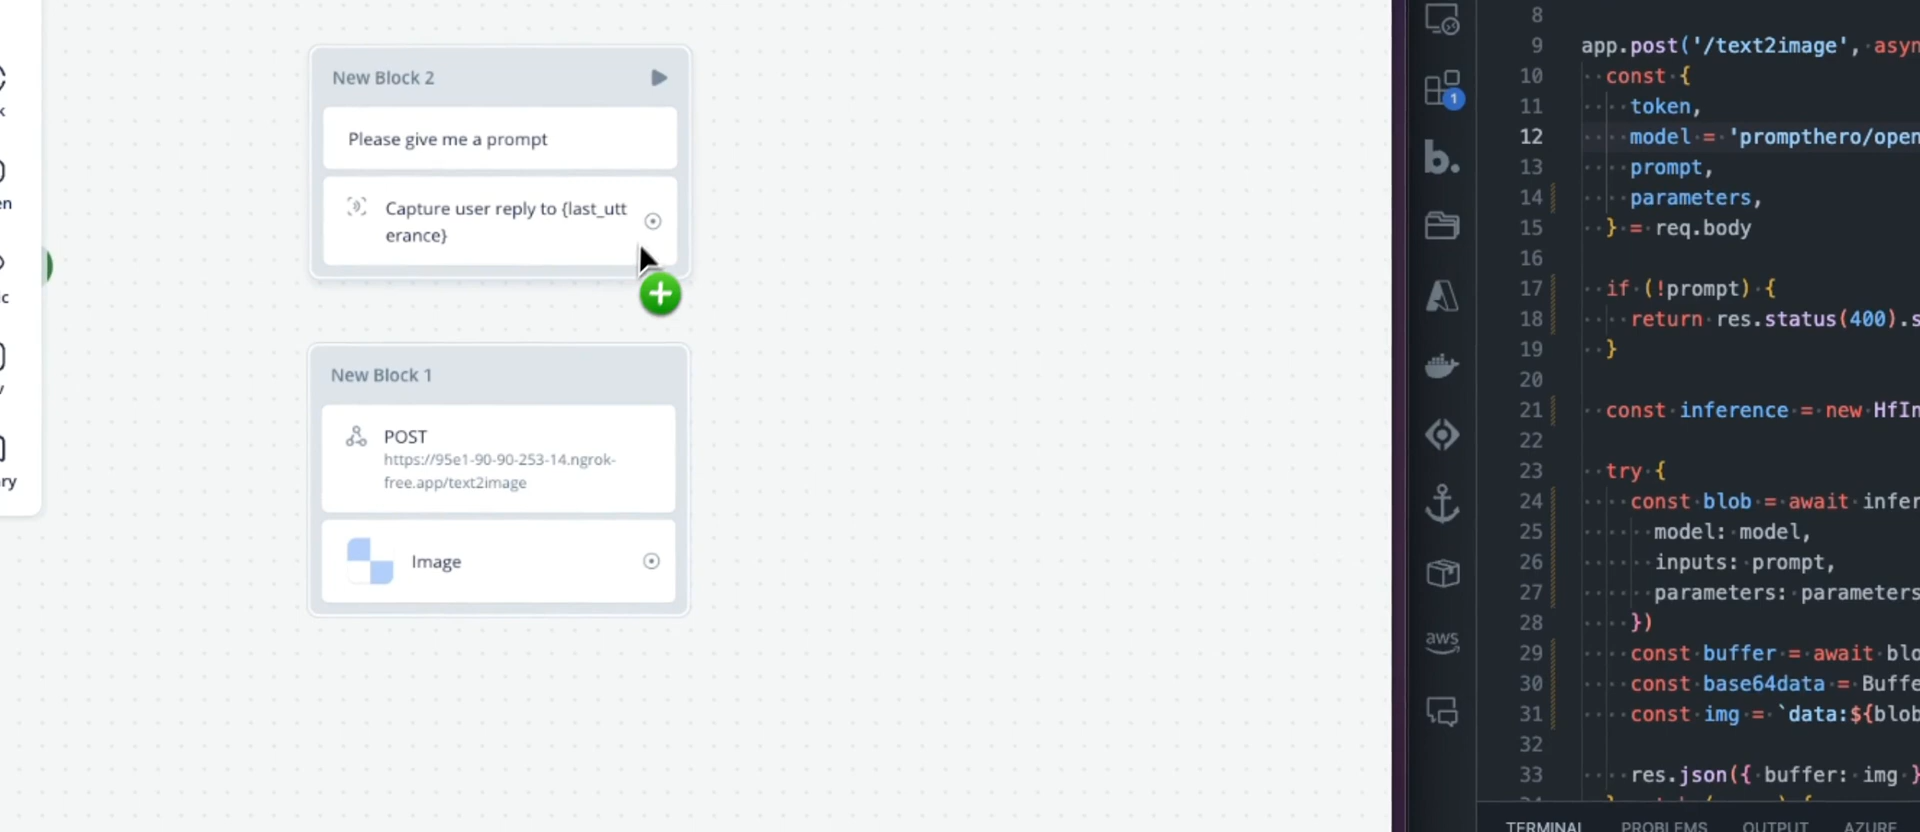 k
en
ic
v
ry
New Block 2
Please give me a prompt
Capture user reply to {last_utt
erance}
New Block 1
POST
https://95e1-90-90-253-14.ngrok-
free.app/text2image
Image
1
b.
aws
8
9 app.post('/text2image', asyn
10 const {
11 token,
12 model = 'prompthero/open
13 prompt,
14 parameters,
15 } = req.body
16
17 if (!prompt) {
18 return res.status(400).s
19 }
20
21 const inference = new HfIn
22
23 try {
24 const blob = await infer
25 model: model,
26 inputs: prompt,
27 parameters: parameters
28 })
29 const buffer = await blo
30 const base64data = Buffe
31 const img = `data:${blob
32
33 res.json({ buffer: img }
TERMINAL PROBLEMS OUTPUT AZURE